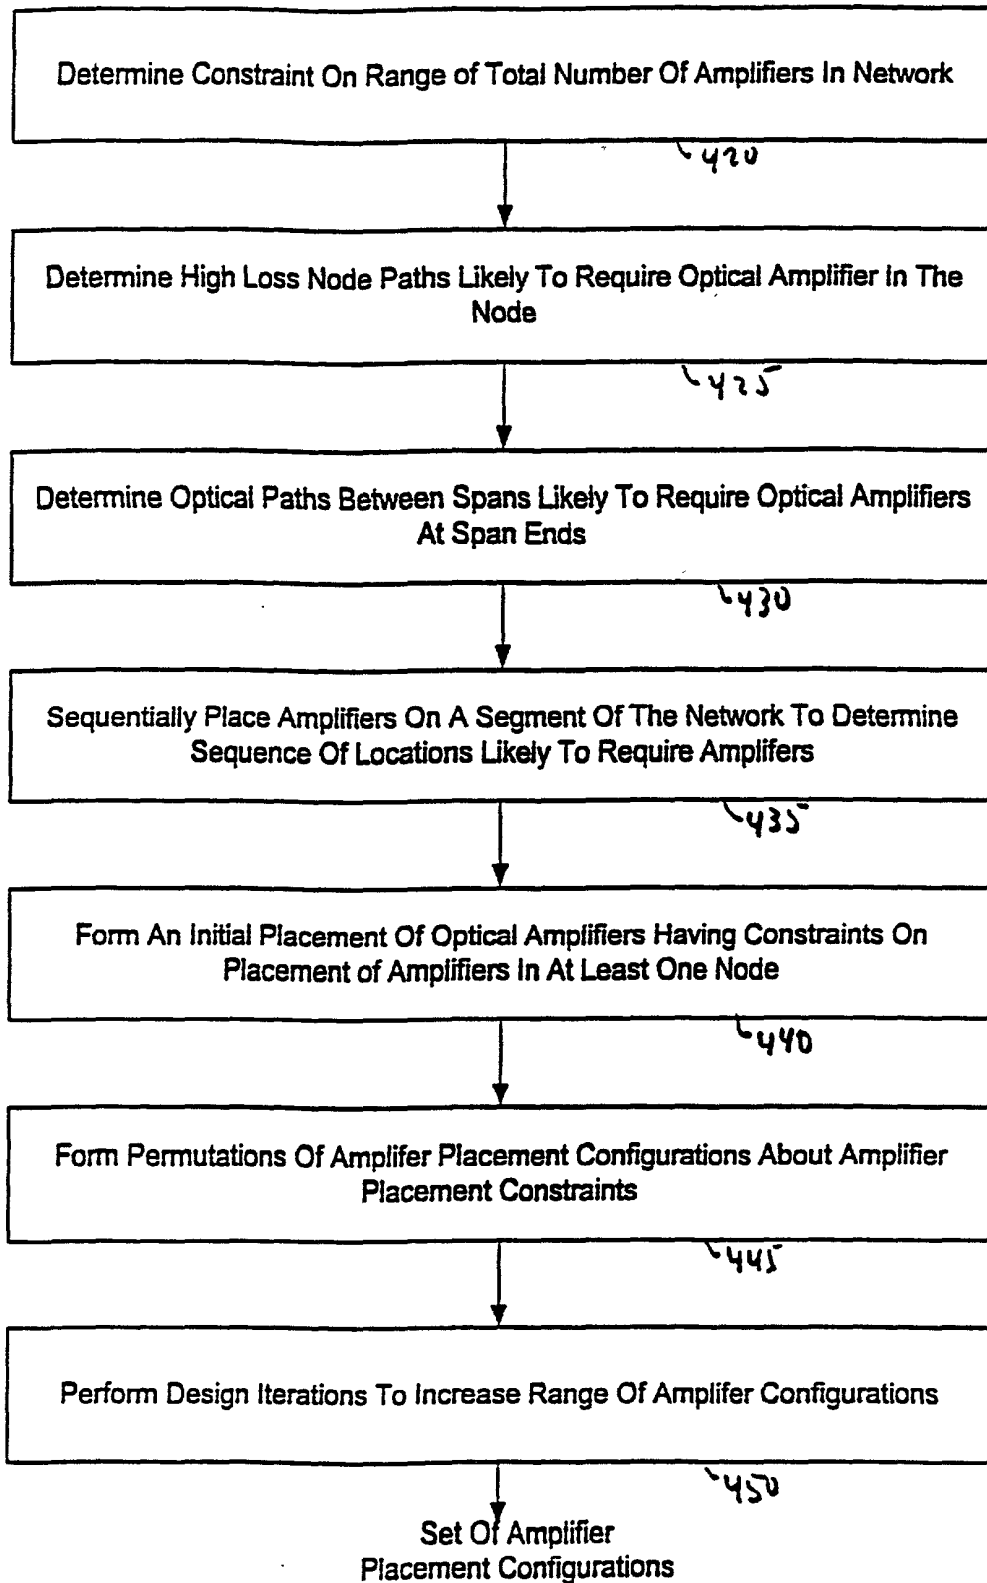 Determine Constraint On Range of Total Number Of Amplifiers In Network
420
Determine High Loss Node Paths Likely To Require Optical Amplifier In The
Node
425
Determine Optical Paths Between Spans Likely To Require Optical Amplifiers
At Span Ends
430
Sequentially Place Amplifiers On A Segment Of The Network To Determine
Sequence Of Locations Likely To Require Amplifers
435
Form An Initial Placement Of Optical Amplifiers Having Constraints On
Placement of Amplifiers In At Least One Node
440
Form Permutations Of Amplifer Placement Configurations About Amplifier
Placement Constraints
445
Perform Design Iterations To Increase Range Of Amplifer Configurations
450
Set Of Amplifier
Placement Configurations